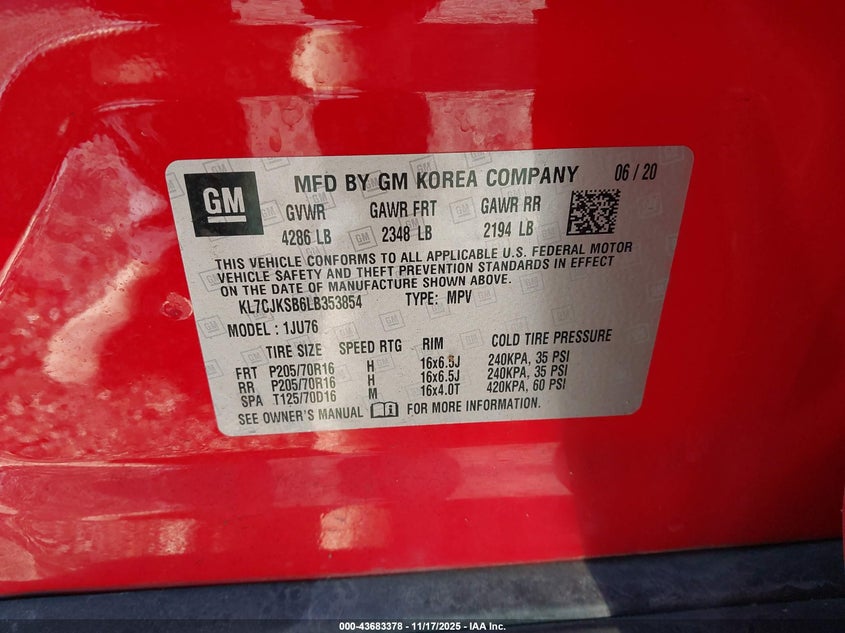 GM MFD BY GM KOREA COMPANY 06 / 20
GVWR GAWR FRT GAWR RR
4286 LB 2348 LB 2194 LB
THIS VEHICLE CONFORMS TO ALL APPLICABLE U.S. FEDERAL MOTOR
VEHICLE SAFETY AND THEFT PREVENTION STANDARDS IN EFFECT
ON THE DATE OF MANUFACTURE SHOWN ABOVE.
KL7CJKSB6LB353854 TYPE: MPV
MODEL : 1JU76
TIRE SIZE SPEED RTG RIM COLD TIRE PRESSURE
FRT P205/70R16 H 16x6.5J 240KPA, 35 PSI
RR P205/70R16 H 16x6.5J 240KPA, 35 PSI
SPA T125/70D16 M 16x4.0T 420KPA, 60 PSI
SEE OWNER'S MANUAL FOR MORE INFORMATION.
000-43683378 - 11/17/2025 - IAA Inc.